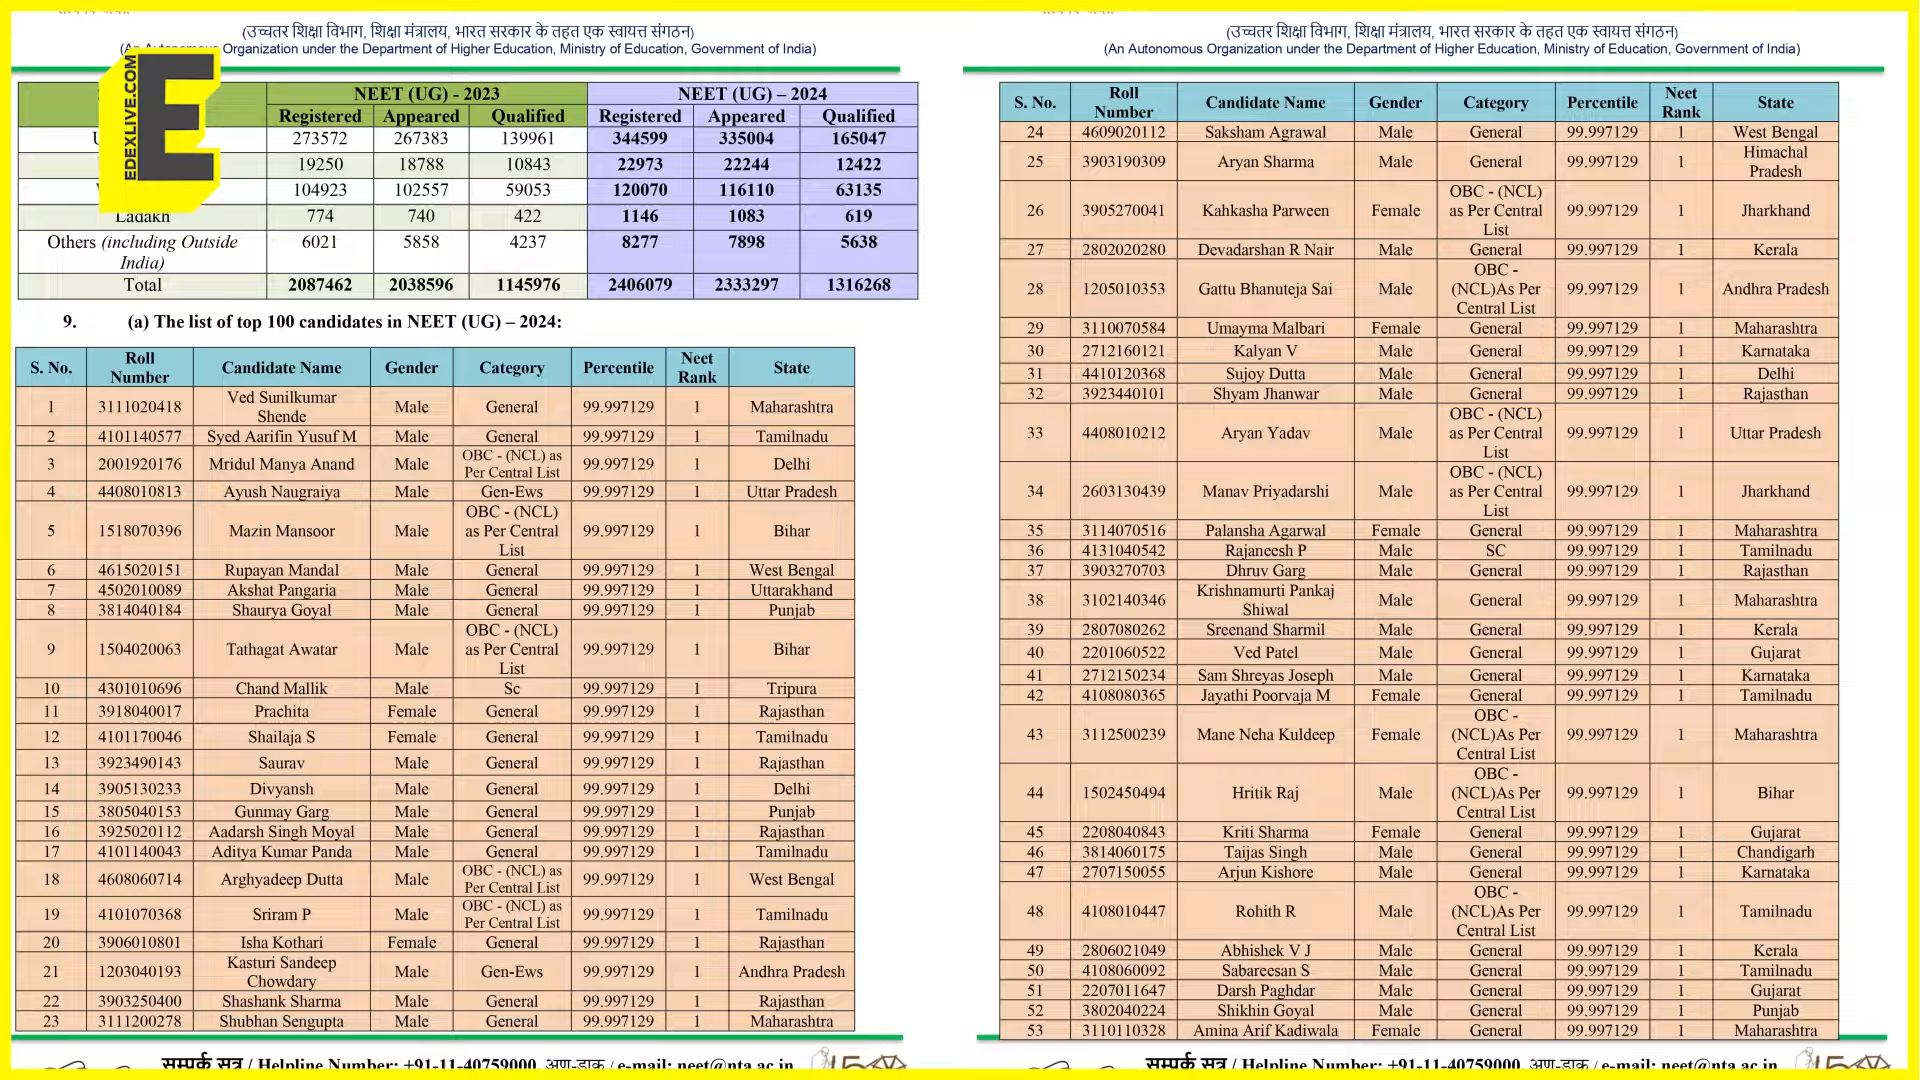 (उच्चतर शिक्षा विभाग, शिक्षा मंत्रालय, भारत सरकार के तहत एक स्वायत्त संगठन)
Organization under the Department of Higher Education, Ministry of Education, Government of India)
EDEXLIVE.COM
E
NEET (UG) - 2023 NEET (UG) – 2024
Registered Appeared Qualified Registered Appeared Qualified
273572 267383 139961 344599 335004 165047
19250 18788 10843 22973 22244 12422
104923 102557 59053 120070 116110 63135
Ladakh 774 740 422 1146 1083 619
Others (including Outside 6021 5858 4237 8277 7898 5638
India)
Total 2087462 2038596 1145976 2406079 2333297 1316268
9. (a) The list of top 100 candidates in NEET (UG) – 2024:
S. No. Roll Number Candidate Name Gender Category Percentile Neet Rank State
1 3111020418 Ved Sunilkumar Shende Male General 99.997129 1 Maharashtra
2 4101140577 Syed Aarifin Yusuf M Male General 99.997129 1 Tamilnadu
3 2001920176 Mridul Manya Anand Male OBC - (NCL) as Per Central List 99.997129 1 Delhi
4 4408010813 Ayush Naugraiya Male Gen-Ews 99.997129 1 Uttar Pradesh
5 1518070396 Mazin Mansoor Male OBC - (NCL) as Per Central List 99.997129 1 Bihar
6 4615020151 Rupayan Mandal Male General 99.997129 1 West Bengal
7 4502010089 Akshat Pangaria Male General 99.997129 1 Uttarakhand
8 3814040184 Shaurya Goyal Male General 99.997129 1 Punjab
9 1504020063 Tathagat Awatar Male OBC - (NCL) as Per Central List 99.997129 1 Bihar
10 4301010696 Chand Mallik Male Sc 99.997129 1 Tripura
11 3918040017 Prachita Female General 99.997129 1 Rajasthan
12 4101170046 Shailaja S Female General 99.997129 1 Tamilnadu
13 3923490143 Saurav Male General 99.997129 1 Rajasthan
14 3905130233 Divyansh Male General 99.997129 1 Delhi
15 3805040153 Gunmay Garg Male General 99.997129 1 Punjab
16 3925020112 Aadarsh Singh Moyal Male General 99.997129 1 Rajasthan
17 4101140043 Aditya Kumar Panda Male General 99.997129 1 Tamilnadu
18 4608060714 Arghyadeep Dutta Male OBC - (NCL) as Per Central List 99.997129 1 West Bengal
19 4101070368 Sriram P Male OBC - (NCL) as Per Central List 99.997129 1 Tamilnadu
20 3906010801 Isha Kothari Female General 99.997129 1 Rajasthan
21 1203040193 Kasturi Sandeep Chowdary Male Gen-Ews 99.997129 1 Andhra Pradesh
22 3903250400 Shashank Sharma Male General 99.997129 1 Rajasthan
23 3111200278 Shubhan Sengupta Male General 99.997129 1 Maharashtra
सम्पर्क सूत्र / Helpline Number: +91-11-40759000, अणु-डाक / e-mail: neet@nta.ac.in
(उच्चतर शिक्षा विभाग, शिक्षा मंत्रालय, भारत सरकार के तहत एक स्वायत्त संगठन)
(An Autonomous Organization under the Department of Higher Education, Ministry of Education, Government of India)
S. No. Roll Number Candidate Name Gender Category Percentile Neet Rank State
24 4609020112 Saksham Agrawal Male General 99.997129 1 West Bengal
25 3903190309 Aryan Sharma Male General 99.997129 1 Himachal Pradesh
26 3905270041 Kahkasha Parween Female OBC - (NCL) as Per Central List 99.997129 1 Jharkhand
27 2802020280 Devadarshan R Nair Male General 99.997129 1 Kerala
28 1205010353 Gattu Bhanuteja Sai Male OBC - (NCL)As Per Central List 99.997129 1 Andhra Pradesh
29 3110070584 Umayma Malbari Female General 99.997129 1 Maharashtra
30 2712160121 Kalyan V Male General 99.997129 1 Karnataka
31 4410120368 Sujoy Dutta Male General 99.997129 1 Delhi
32 3923440101 Shyam Jhanwar Male General 99.997129 1 Rajasthan
33 4408010212 Aryan Yadav Male OBC - (NCL) as Per Central List 99.997129 1 Uttar Pradesh
34 2603130439 Manav Priyadarshi Male OBC - (NCL) as Per Central List 99.997129 1 Jharkhand
35 3114070516 Palansha Agarwal Female General 99.997129 1 Maharashtra
36 4131040542 Rajaneesh P Male SC 99.997129 1 Tamilnadu
37 3903270703 Dhruv Garg Male General 99.997129 1 Rajasthan
38 3102140346 Krishnamurti Pankaj Shiwal Male General 99.997129 1 Maharashtra
39 2807080262 Sreenand Sharmil Male General 99.997129 1 Kerala
40 2201060522 Ved Patel Male General 99.997129 1 Gujarat
41 2712150234 Sam Shreyas Joseph Male General 99.997129 1 Karnataka
42 4108080365 Jayathi Poorvaja M Female General 99.997129 1 Tamilnadu
43 3112500239 Mane Neha Kuldeep Female OBC - (NCL)As Per Central List 99.997129 1 Maharashtra
44 1502450494 Hritik Raj Male OBC - (NCL)As Per Central List 99.997129 1 Bihar
45 2208040843 Kriti Sharma Female General 99.997129 1 Gujarat
46 3814060175 Taijas Singh Male General 99.997129 1 Chandigarh
47 2707150055 Arjun Kishore Male General 99.997129 1 Karnataka
48 4108010447 Rohith R Male OBC - (NCL)As Per Central List 99.997129 1 Tamilnadu
49 2806021049 Abhishek V J Male General 99.997129 1 Kerala
50 4108060092 Sabareesan S Male General 99.997129 1 Tamilnadu
51 2207011647 Darsh Paghdar Male General 99.997129 1 Gujarat
52 3802040224 Shikhin Goyal Male General 99.997129 1 Punjab
53 3110110328 Amina Arif Kadiwala Female General 99.997129 1 Maharashtra
सम्पर्क सूत्र / Helpline Number: +91-11-40759000, अणु-डाक / e-mail: neet@nta.ac.in